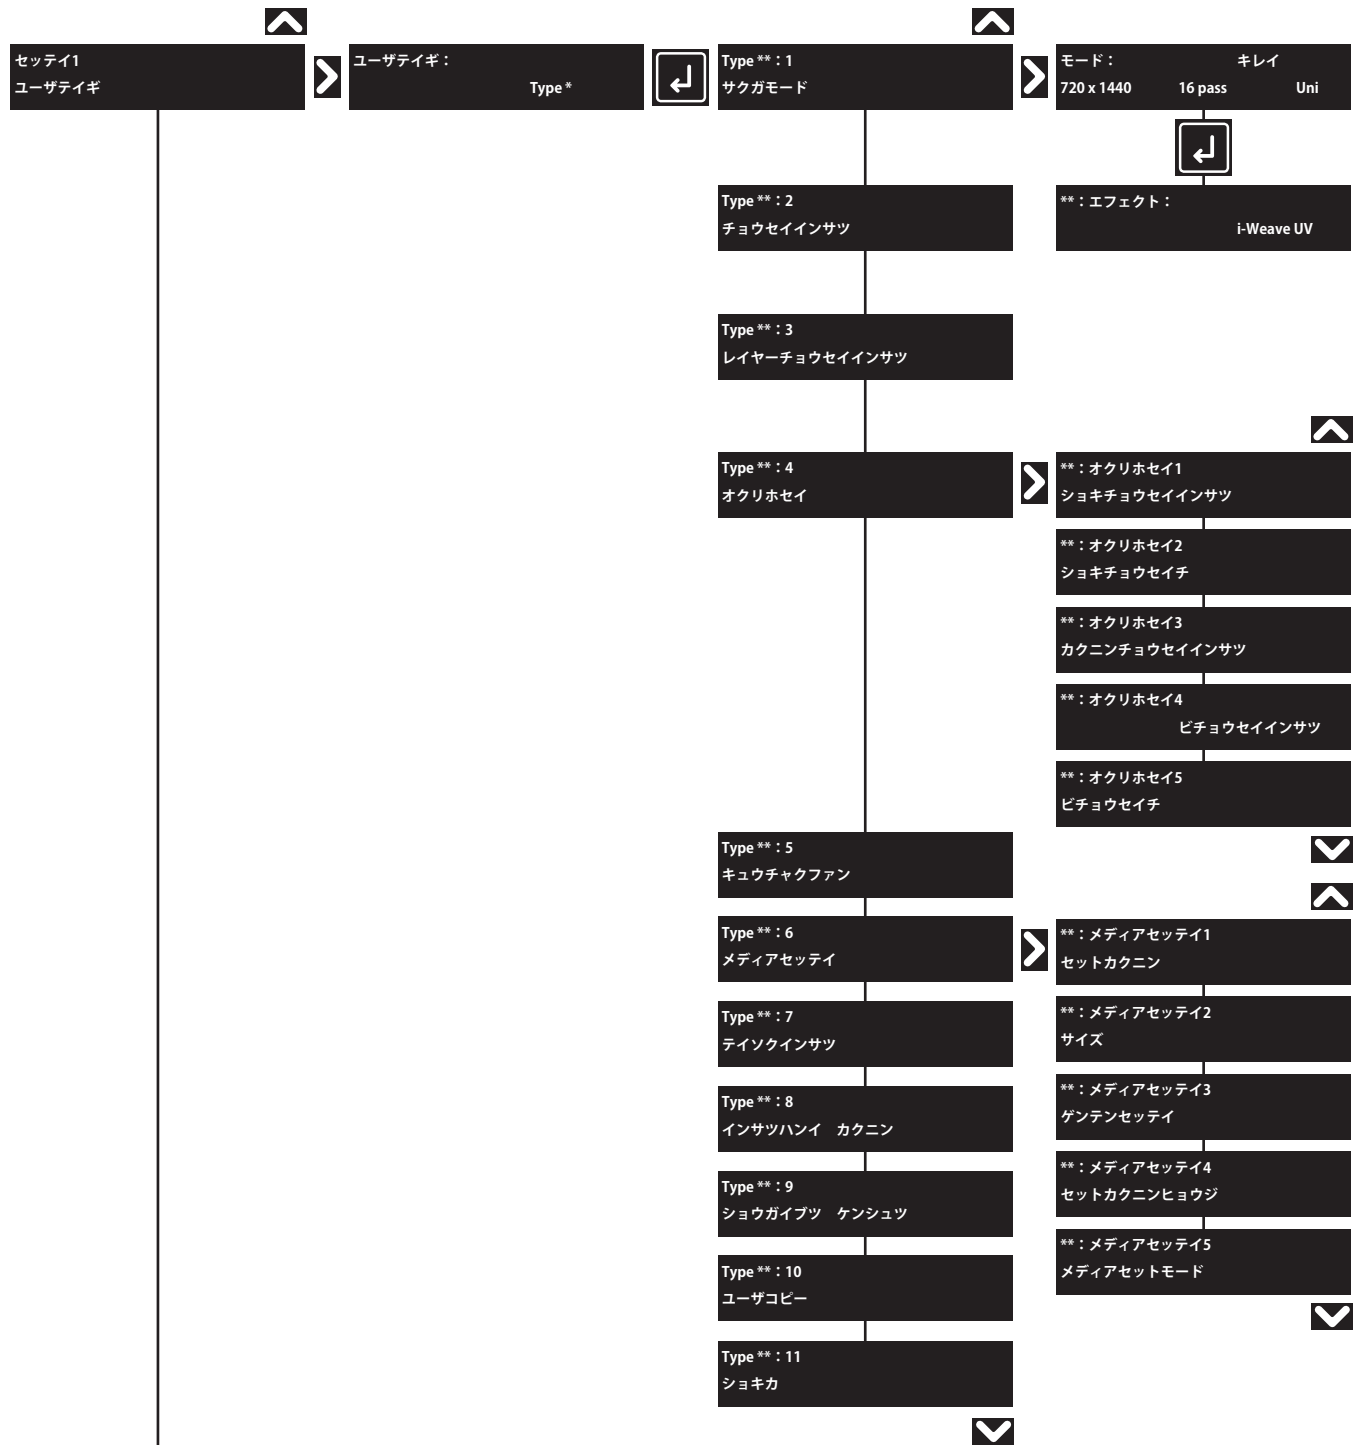 セッテイ1
ユーザテイギ
ユーザテイギ：
Type *
Type **：1
サクガモード
モード： キレイ
720 x 1440 16 pass Uni
Type **：2
チョウセイインサツ
**：エフェクト：
i-Weave UV
Type **：3
レイヤーチョウセイインサツ
Type **：4
オクリホセイ
**：オクリホセイ1
ショキチョウセイインサツ
**：オクリホセイ2
ショキチョウセイチ
**：オクリホセイ3
カクニンチョウセイインサツ
**：オクリホセイ4
ビチョウセイインサツ
**：オクリホセイ5
ビチョウセイチ
Type **：5
キュウチャクファン
Type **：6
メディアセッテイ
**：メディアセッテイ1
セットカクニン
**：メディアセッテイ2
サイズ
**：メディアセッテイ3
ゲンテンセッテイ
**：メディアセッテイ4
セットカクニンヒョウジ
**：メディアセッテイ5
メディアセットモード
Type **：7
テイソクインサツ
Type **：8
インサツハンイ　カクニン
Type **：9
ショウガイブツ　ケンシュツ
Type **：10
ユーザコピー
Type **：11
ショキカ